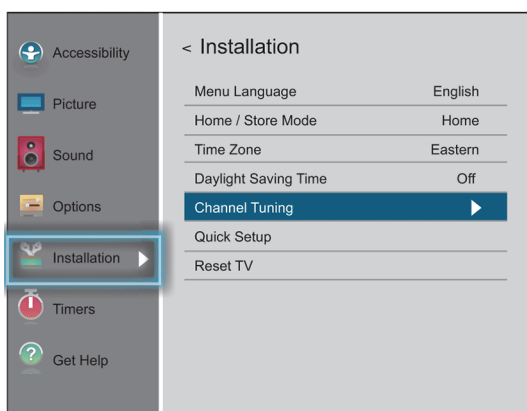 Accessibility
Picture
Sound
Options
Installation
Timers
? Get Help
< Installation
Menu Language English
Home / Store Mode Home
Time Zone Eastern
Daylight Saving Time Off
Channel Tuning
Quick Setup
Reset TV